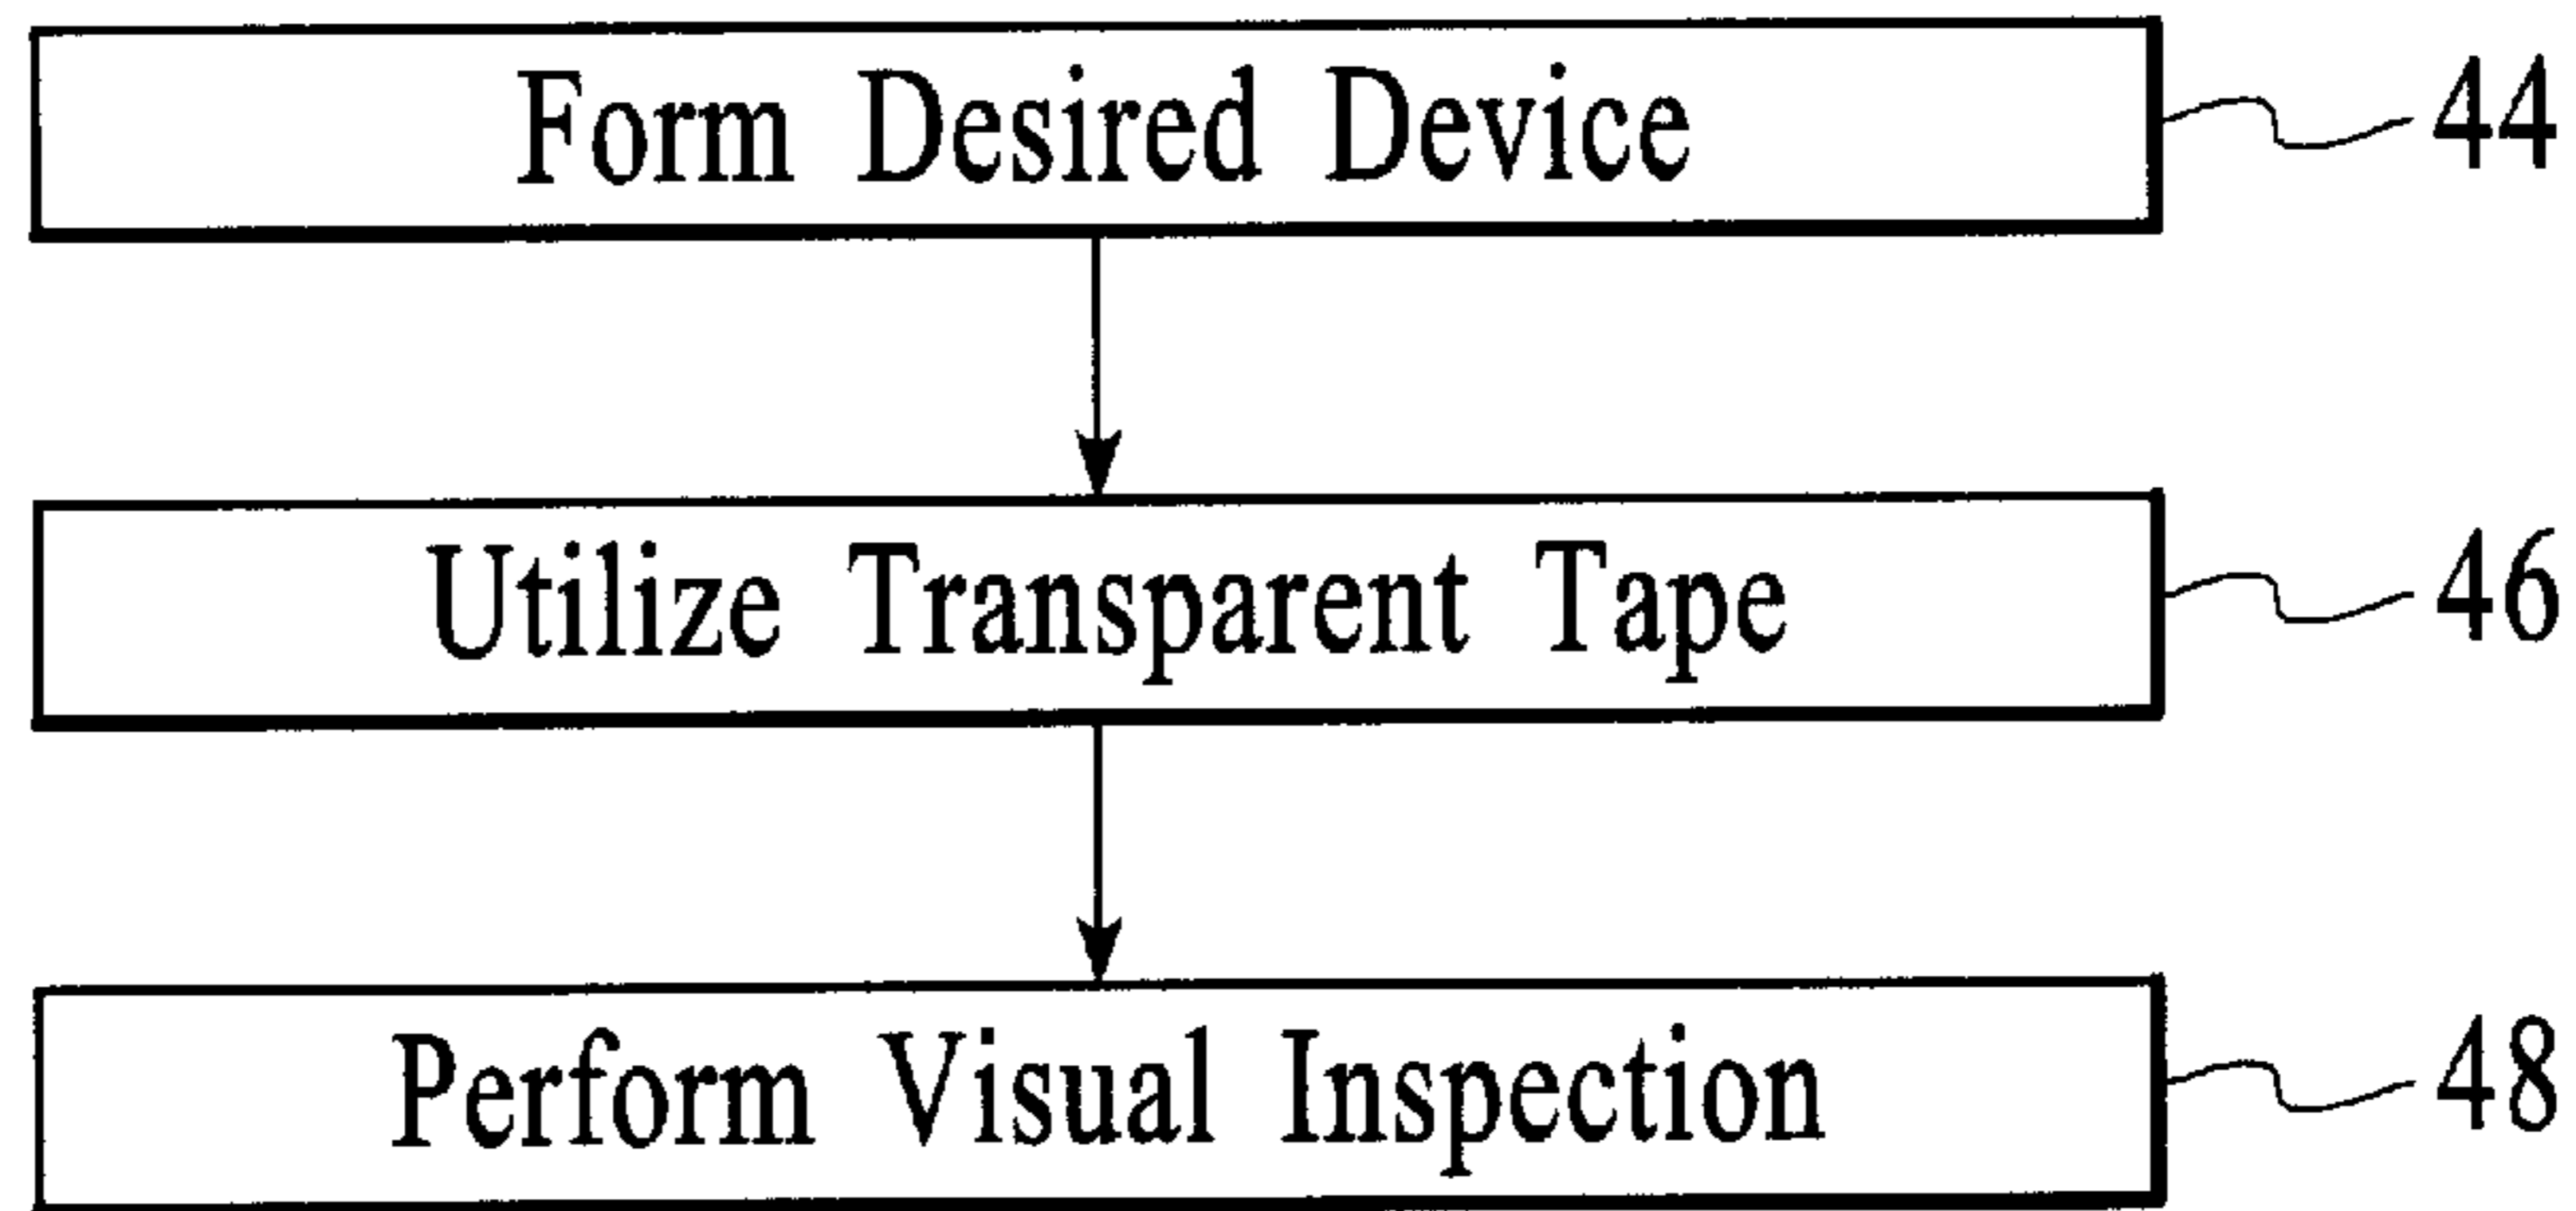 Form Desired Device
44
Utilize Transparent Tape
46
Perform Visual Inspection
48